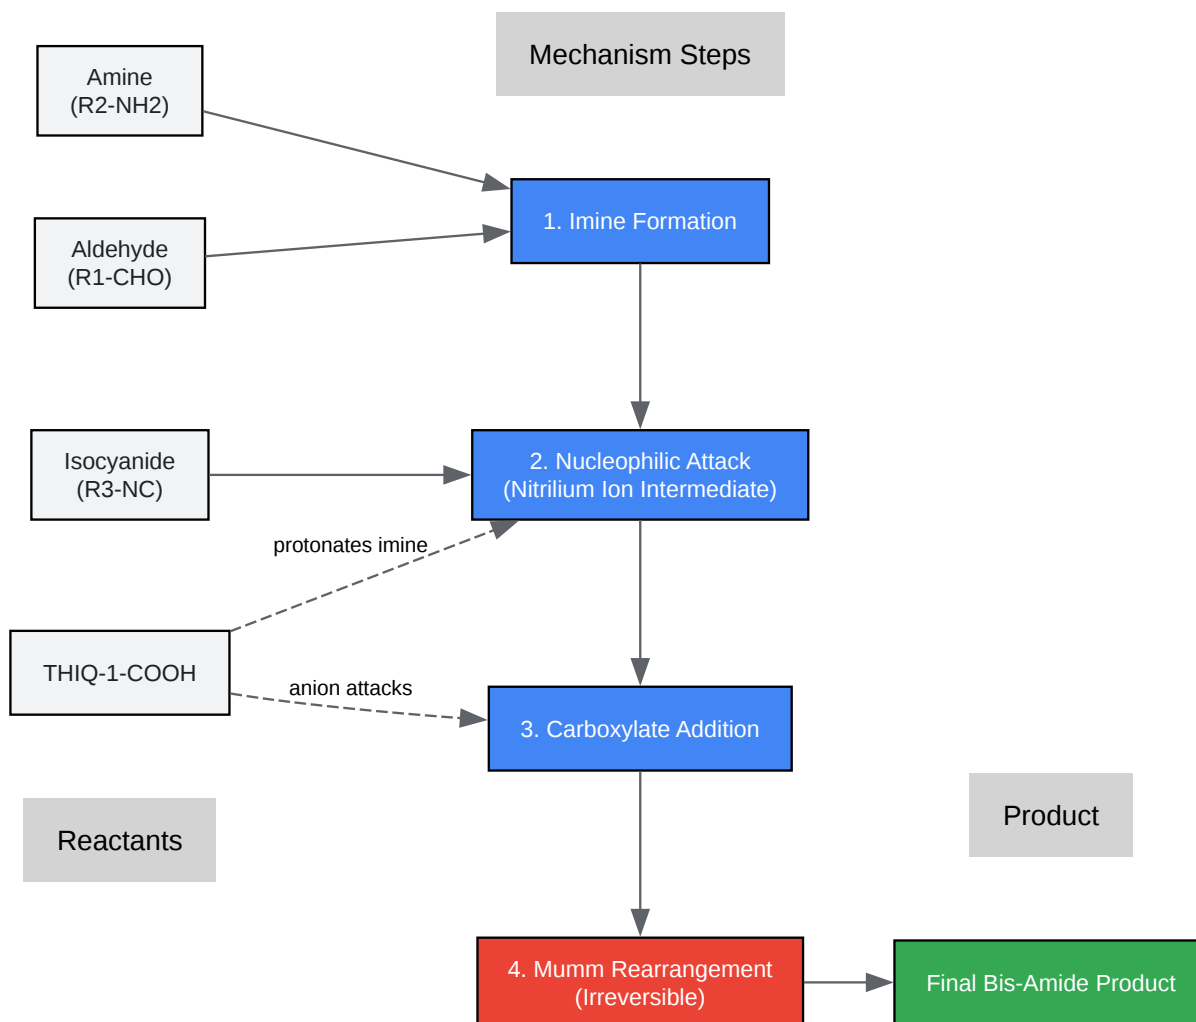 Mechanism Steps
Amine
(R2-NH2)
Aldehyde
(R1-CHO)
1. Imine Formation
Isocyanide
(R3-NC)
2. Nucleophilic Attack
(Nitrilium Ion Intermediate)
protonates imine
THIQ-1-COOH
anion attacks
3. Carboxylate Addition
Reactants
Product
4. Mumm Rearrangement
(Irreversible)
Final Bis-Amide Product